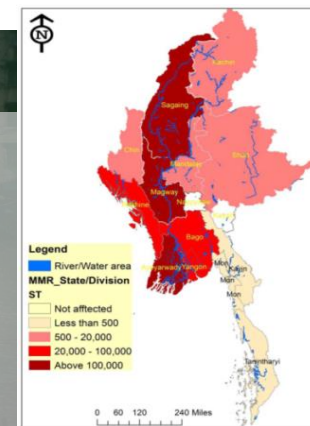 N
Kachin
Sagaing
Chin
Mandalay
Shan
Magway
Rakhine
Bago
Ayeyarwady
Yangon
Mon
Kayin
Mon
Mon
Tanintharyi
Legend
River/Water area
MMR_State/Division
ST
Not afftected
Less than 500
500 - 20,000
20,000 - 100,000
Above 100,000
0 60 120 240 Miles